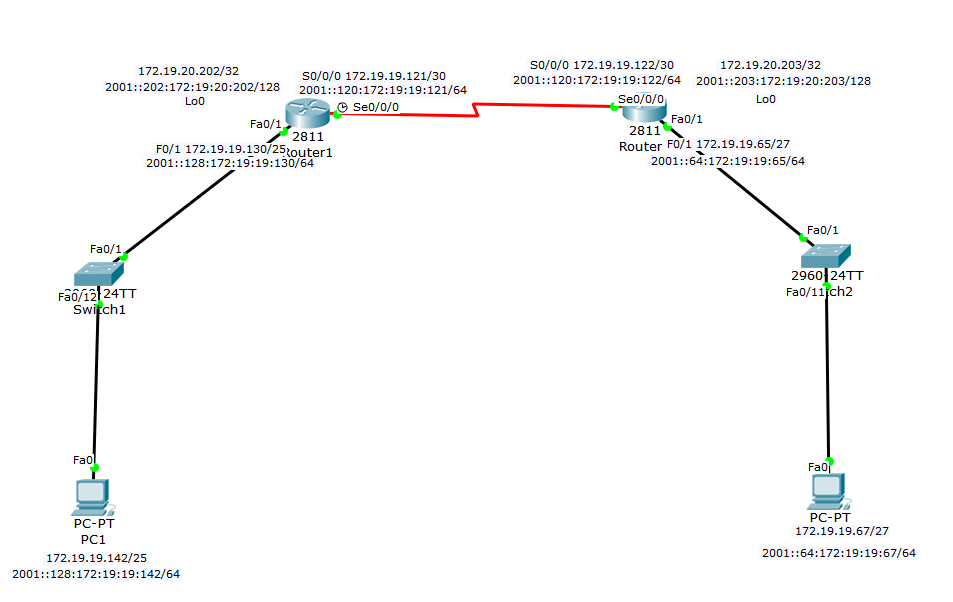 172.19.20.202/32
2001::202:172:19:20:202/128
Lo0
S0/0/0 172.19.19.121/30
2001::120:172:19:19:121/64
Se0/0/0
Fa0/1
2811
Router1
F0/1 172.19.19.130/25
2001::128:172:19:19:130/64
S0/0/0 172.19.19.122/30
2001::120:172:19:19:122/64
Se0/0/0
172.19.20.203/32
2001::203:172:19:20:203/128
Lo0
Fa0/1
2811
Router
F0/1 172.19.19.65/27
2001::64:172:19:19:65/64
Fa0/1
2960-24TT
Fa0/12
Switch1
Fa0/1
2960-24TT
Fa0/11
tch2
Fa0
PC-PT
PC1
172.19.19.142/25
2001::128:172:19:19:142/64
Fa0
PC-PT
172.19.19.67/27
2001::64:172:19:19:67/64